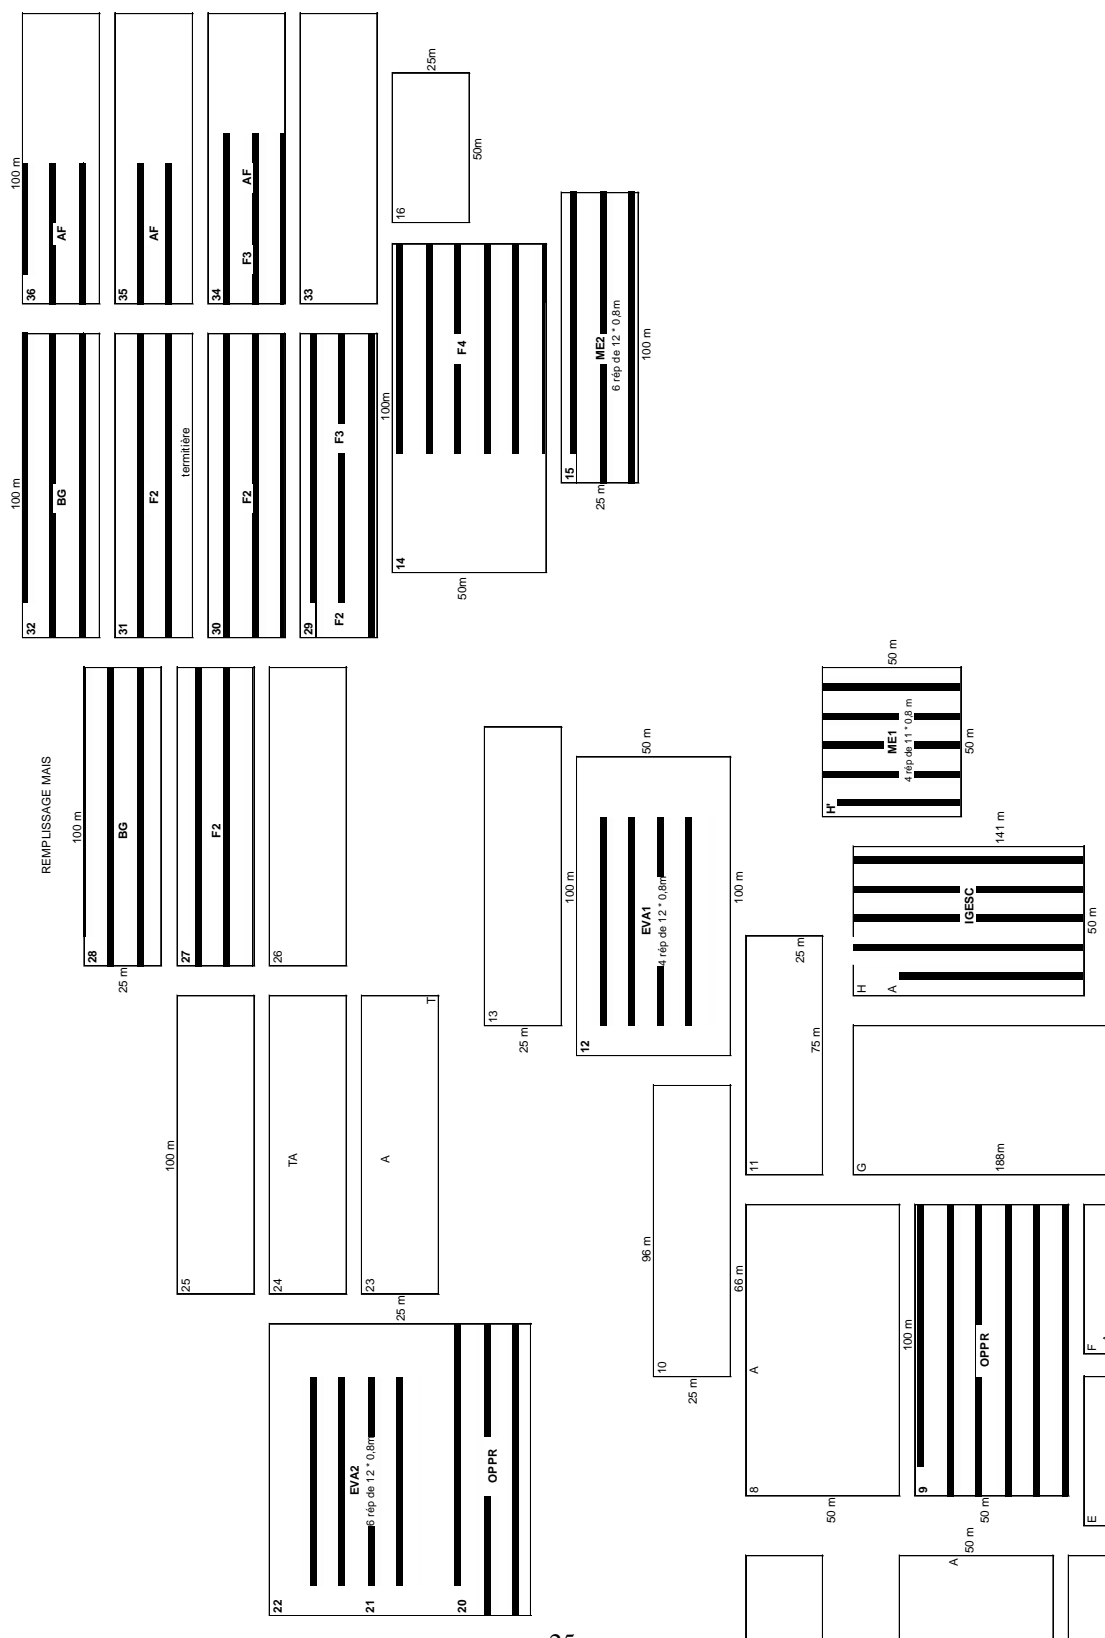 100 m
AF
36
AF
35
AF
F3
34
33
25m
50m
16
100 m
BG
32
F2
termitière
31
F2
30
F3
F2
29
100m
F4
14
50m
ME2
6 rép de 12 * 0,8m
15
25 m
100 m
REMPLISSAGE MAIS
100 m
BG
28
25 m
F2
27
26
100 m
25
TA
24
T
A
23
25 m
13
25 m
100 m
50 m
EVA1
4 rép de 12 * 0,8m
12
100 m
50 m
ME1
4 rép de 11 * 0,8 m
H'
50 m
141 m
IGESC
H
A
50 m
25 m
75 m
11
188m
G
96 m
10
25 m
66 m
A
8
50 m
100 m
OPPR
9
50 m
F
E
EVA2
6 rép de 12 * 0,8m
22
21
OPPR
20
50 m
A
25